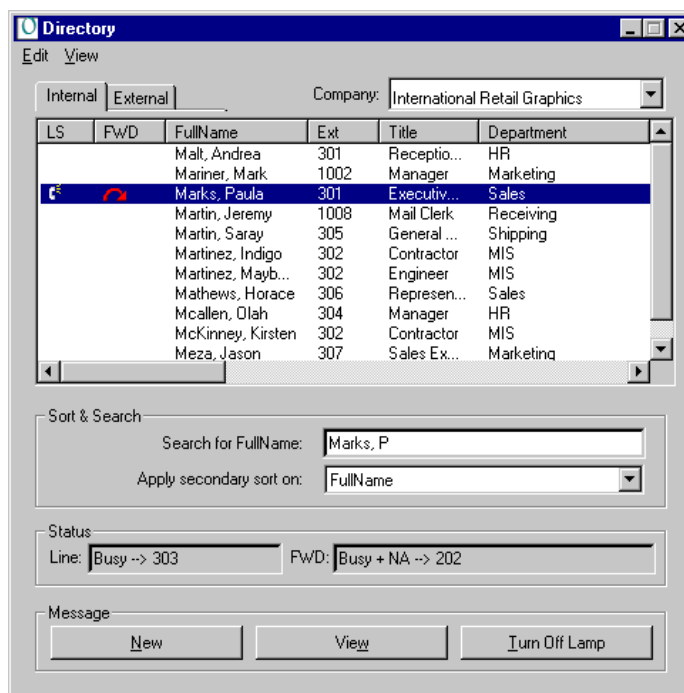 Directory
Edit View
Internal External Company: International Retail Graphics
LS FWD FullName Ext Title Department
Malt, Andrea 301 Receptio... HR
Mariner, Mark 1002 Manager Marketing
Marks, Paula 301 Executiv... Sales
Martin, Jeremy 1008 Mail Clerk Receiving
Martin, Saray 305 General ... Shipping
Martinez, Indigo 302 Contractor MIS
Martinez, Mayb... 302 Engineer MIS
Mathews, Horace 306 Represen... Sales
Mcallen, Olah 304 Manager HR
McKinney, Kirsten 302 Contractor MIS
Meza, Jason 307 Sales Ex... Marketing
Sort & Search
Search for FullName: Marks, P
Apply secondary sort on: FullName
Status
Line: Busy --> 303 FWD: Busy + NA --> 202
Message
New View Turn Off Lamp